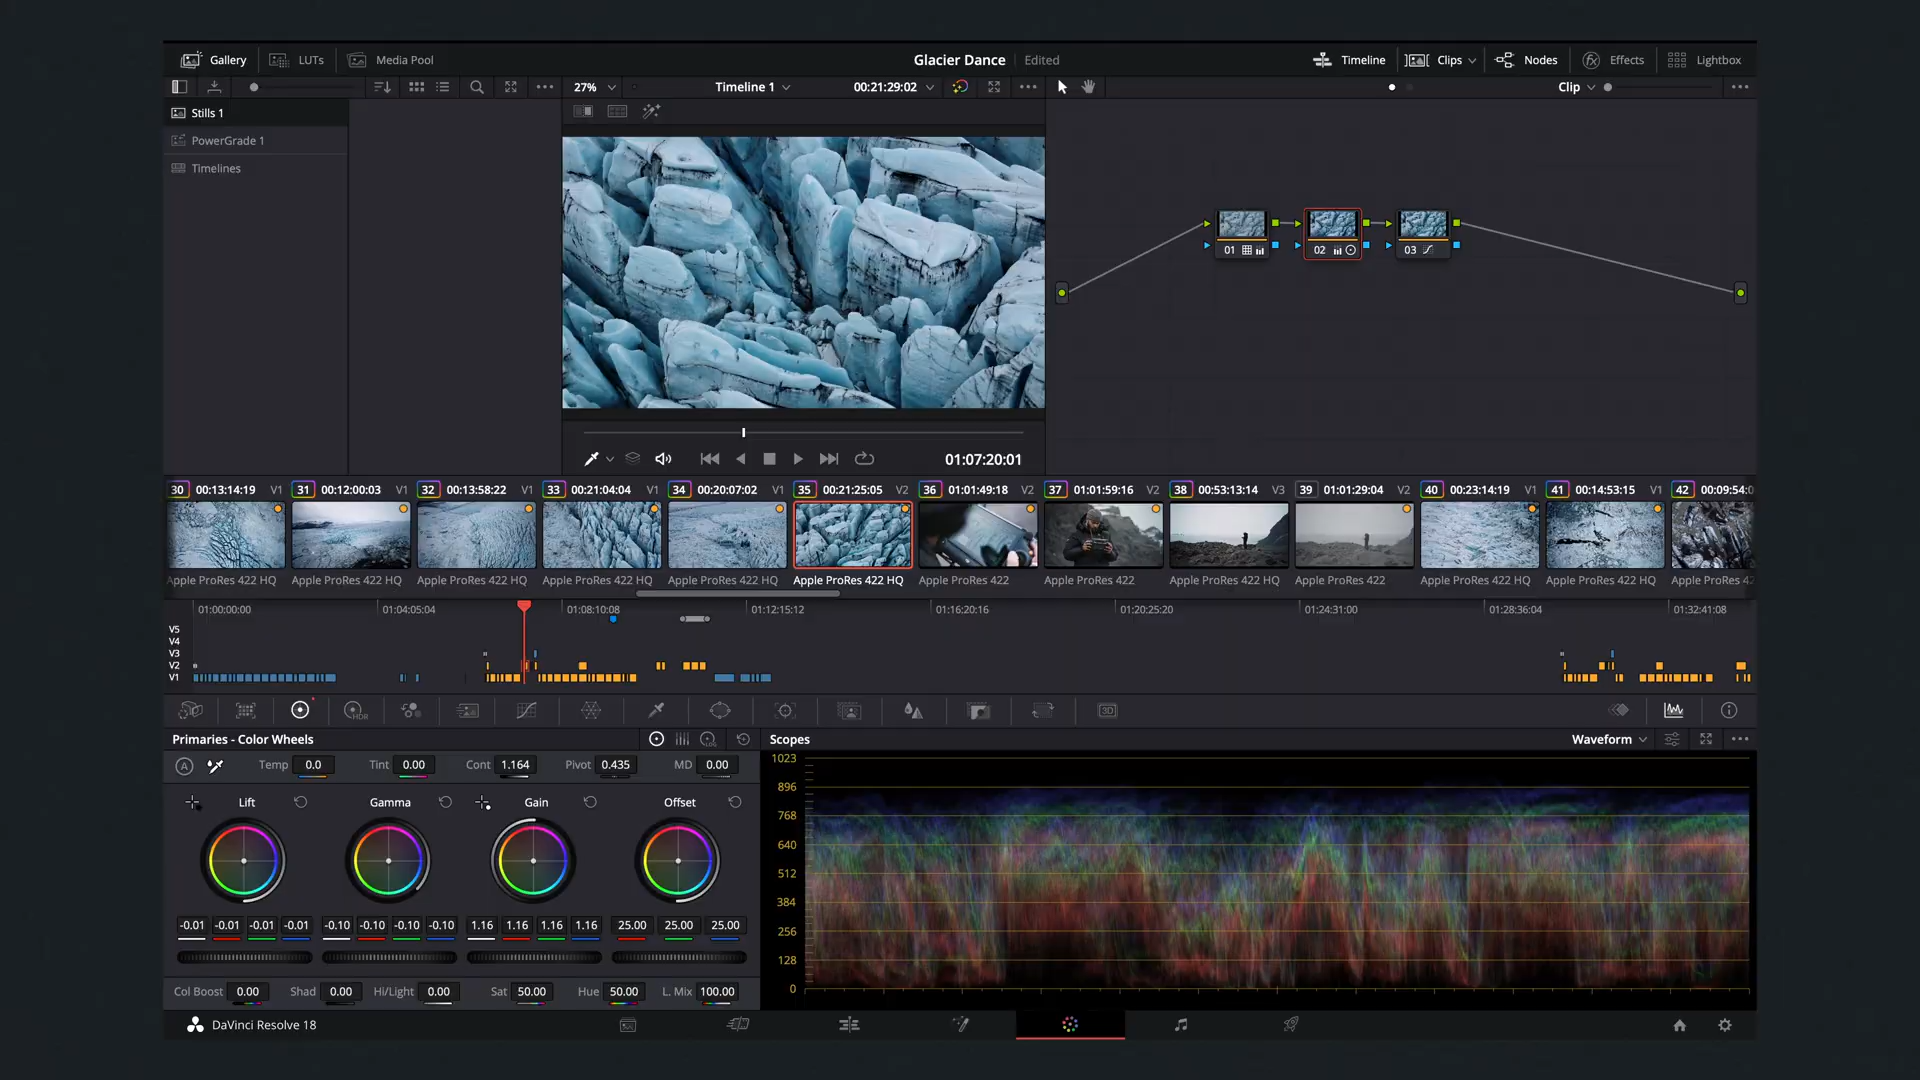 Gallery LUTs Media Pool Glacier Dance Edited Timeline Clips Nodes Effects Lightbox
27% Timeline 1 00:21:29:02 Clip
Stills 1
PowerGrade 1
Timelines
01 02 03
01:07:20:01
30 00:13:14:19 V1 31 00:12:00:03 V1 32 00:13:58:22 V1 33 00:21:04:04 V1 34 00:20:07:02 V1 35 00:21:25:05 V2 36 01:01:49:18 V2 37 01:01:59:16 V2 38 00:53:13:14 V3 39 01:01:29:04 V2 40 00:23:14:19 V1 41 00:14:53:15 V1 42 00:09:54:0
Apple ProRes 422 HQ Apple ProRes 422 HQ Apple ProRes 422 HQ Apple ProRes 422 HQ Apple ProRes 422 HQ Apple ProRes 422 HQ Apple ProRes 422 Apple ProRes 422 Apple ProRes 422 HQ Apple ProRes 422 Apple ProRes 422 HQ Apple ProRes 422 HQ Apple ProRes 42
01:00:00:00 01:04:05:04 01:08:10:08 01:12:15:12 01:16:20:16 01:20:25:20 01:24:31:00 01:28:36:04 01:32:41:08
V5
V4
V3
V2
V1
HDR 3D
Primaries - Color Wheels LOG Scopes Waveform
A Temp 0.0 Tint 0.00 Cont 1.164 Pivot 0.435 MD 0.00
Lift Gamma Gain Offset
-0.01 -0.01 -0.01 -0.01 -0.10 -0.10 -0.10 -0.10 1.16 1.16 1.16 1.16 25.00 25.00 25.00
Col Boost 0.00 Shad 0.00 Hi/Light 0.00 Sat 50.00 Hue 50.00 L. Mix 100.00
1023
896
768
640
512
384
256
128
0
DaVinci Resolve 18